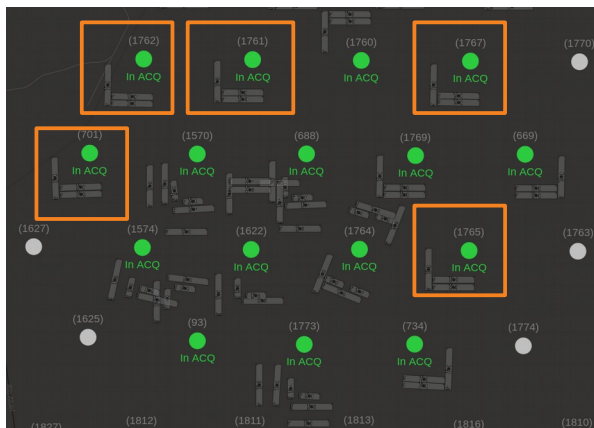 (1762) (1761) (1760) (1767) (1770)
In ACQ In ACQ In ACQ In ACQ
(701) (1570) (688) (1769) (669)
In ACQ In ACQ In ACQ In ACQ In ACQ
(1627) (1574) (1622) (1764) (1765) (1763)
In ACQ In ACQ In ACQ In ACQ
(1625) (93) (1773) (734) (1774)
In ACQ In ACQ In ACQ
(1827) (1812) (1811) (1813) (1816) (1810)